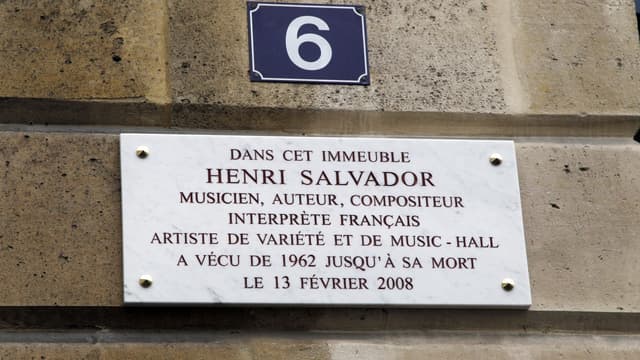 6
DANS CET IMMEUBLE
HENRI SALVADOR
MUSICIEN, AUTEUR, COMPOSITEUR
INTERPRÈTE FRANÇAIS
ARTISTE DE VARIÉTÉ ET DE MUSIC-HALL
A VÉCU DE 1962 JUSQU'À SA MORT
LE 13 FÉVRIER 2008